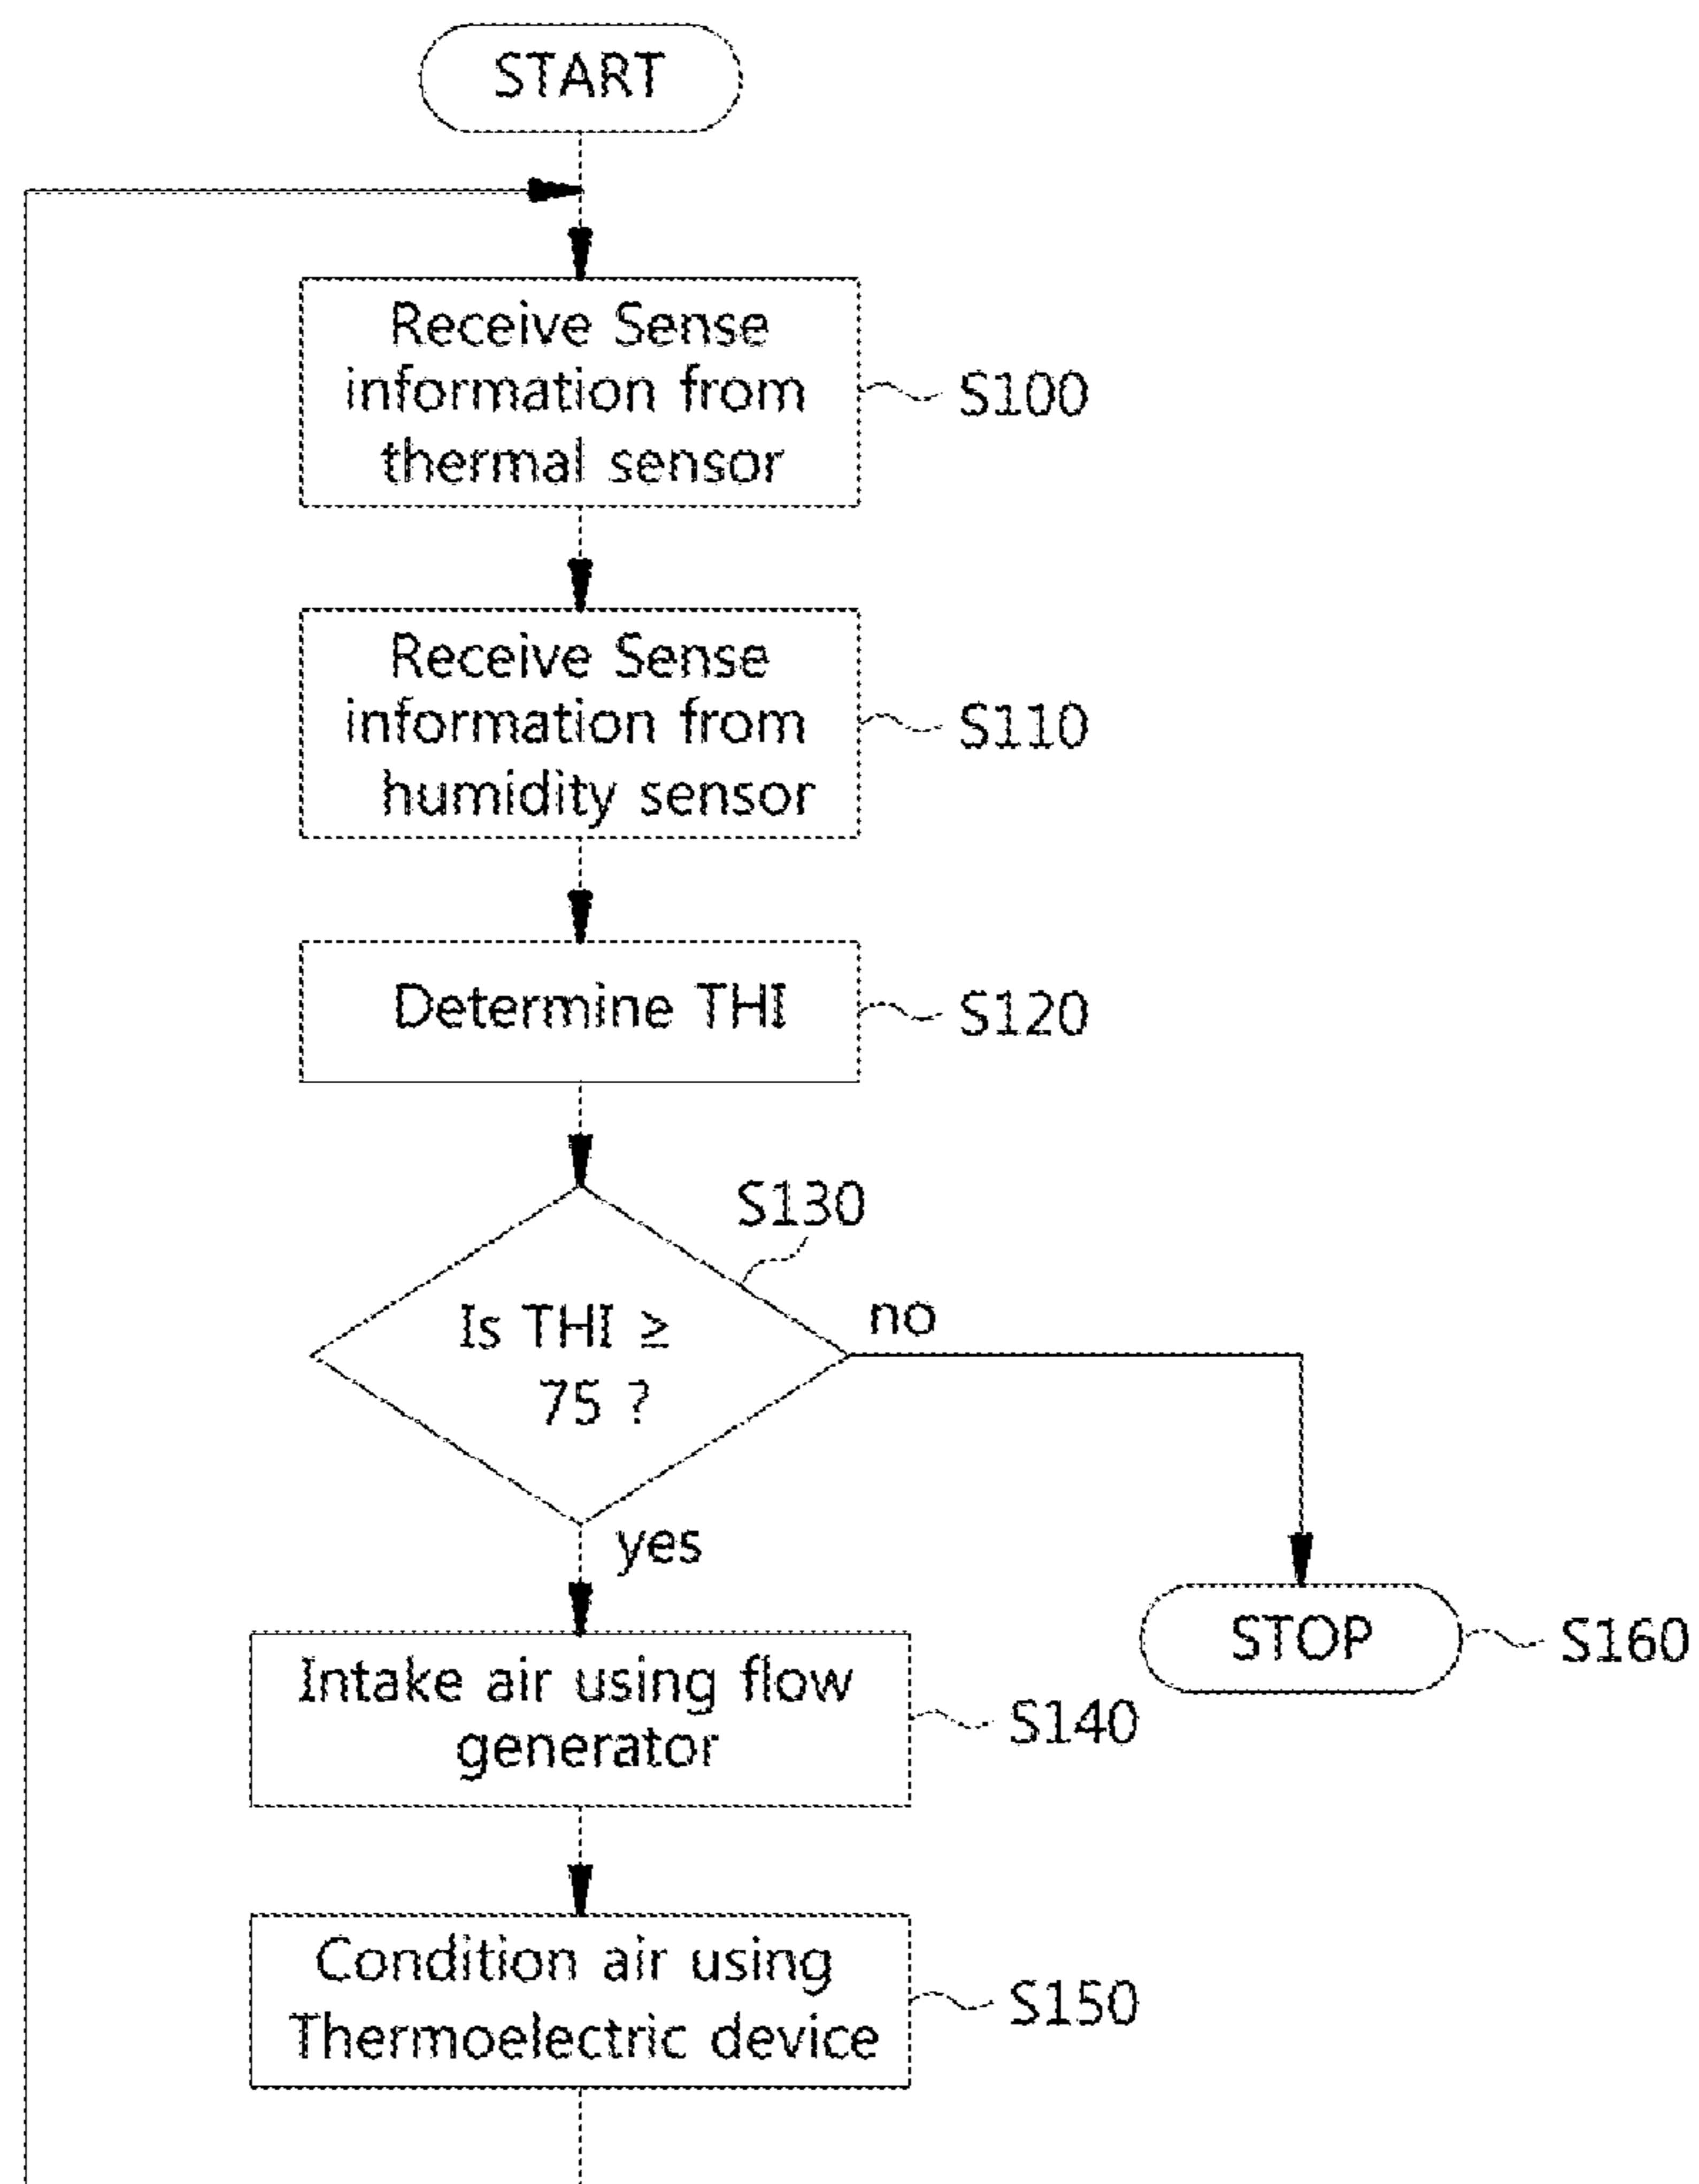 START
Receive Sense
information from
thermal sensor
S100
Receive Sense
information from
humidity sensor
S110
Determine THI
S120
S130
Is THI ≥
75 ?
no
yes
STOP
S160
Intake air using flow
generator
S140
Condition air using
Thermoelectric device
S150